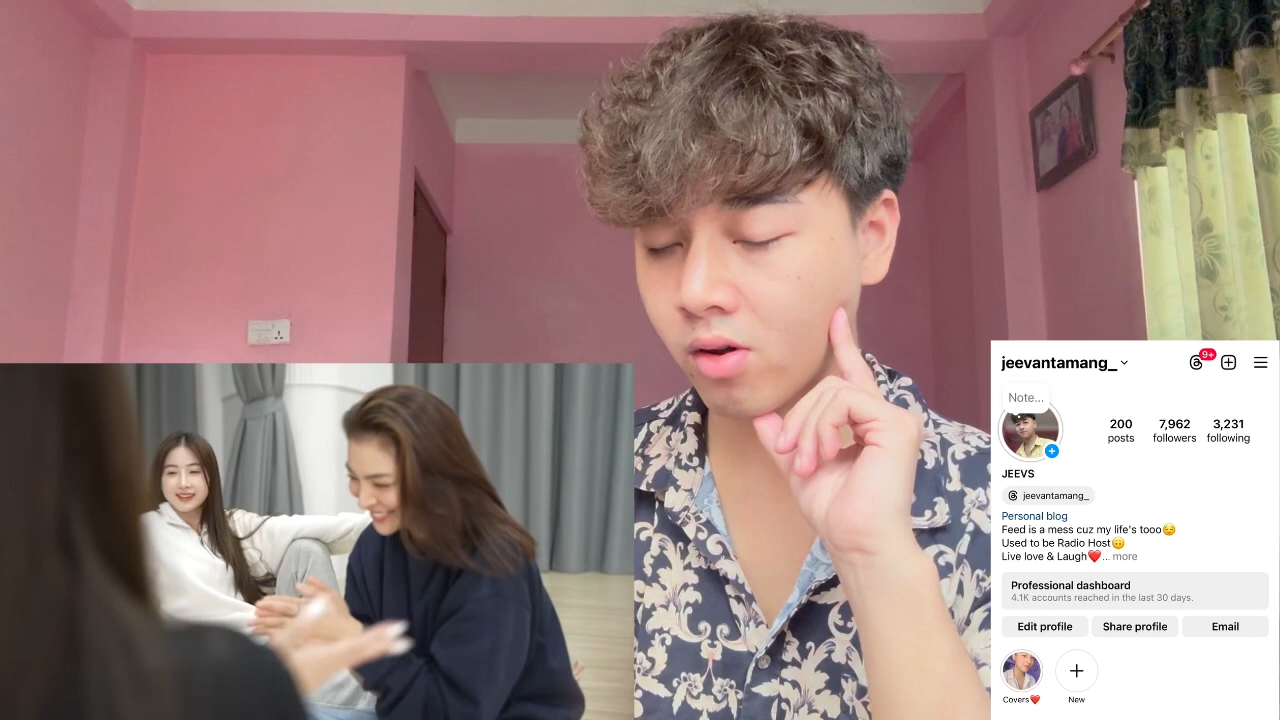 jeevantamang_
9+
Note...
200 7,962 3,231
posts followers following
JEEVS
jeevantamang_
Personal blog
Feed is a mess cuz my life's tooo😌
Used to be Radio Host🙂
Live love & Laugh❤️... more
Professional dashboard
4.1K accounts reached in the last 30 days.
Edit profile Share profile Email
Covers❤️ New